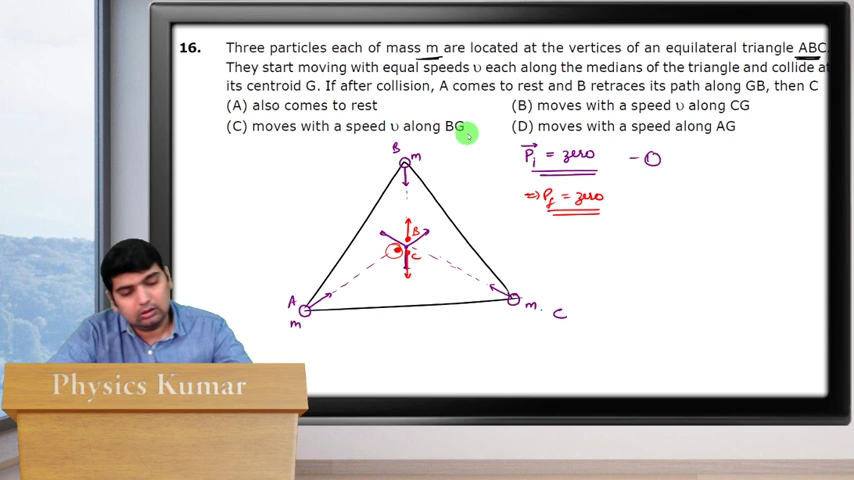 16. Three particles each of mass m are located at the vertices of an equilateral triangle ABC.
They start moving with equal speeds υ each along the medians of the triangle and collide at
its centroid G. If after collision, A comes to rest and B retraces its path along GB, then C
(A) also comes to rest
(B) moves with a speed υ along CG
(C) moves with a speed υ along BG
(D) moves with a speed along AG
B
m
P⃗i = zero
⇒ Pf = zero
B
C
A
m
m.
C
Physics Kumar